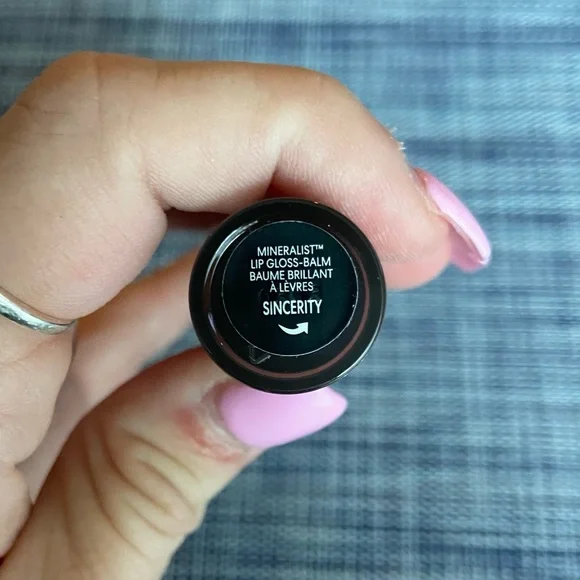 MINERALIST™
LIP GLOSS-BALM
BAUME BRILLANT
À LÈVRES
SINCERITY